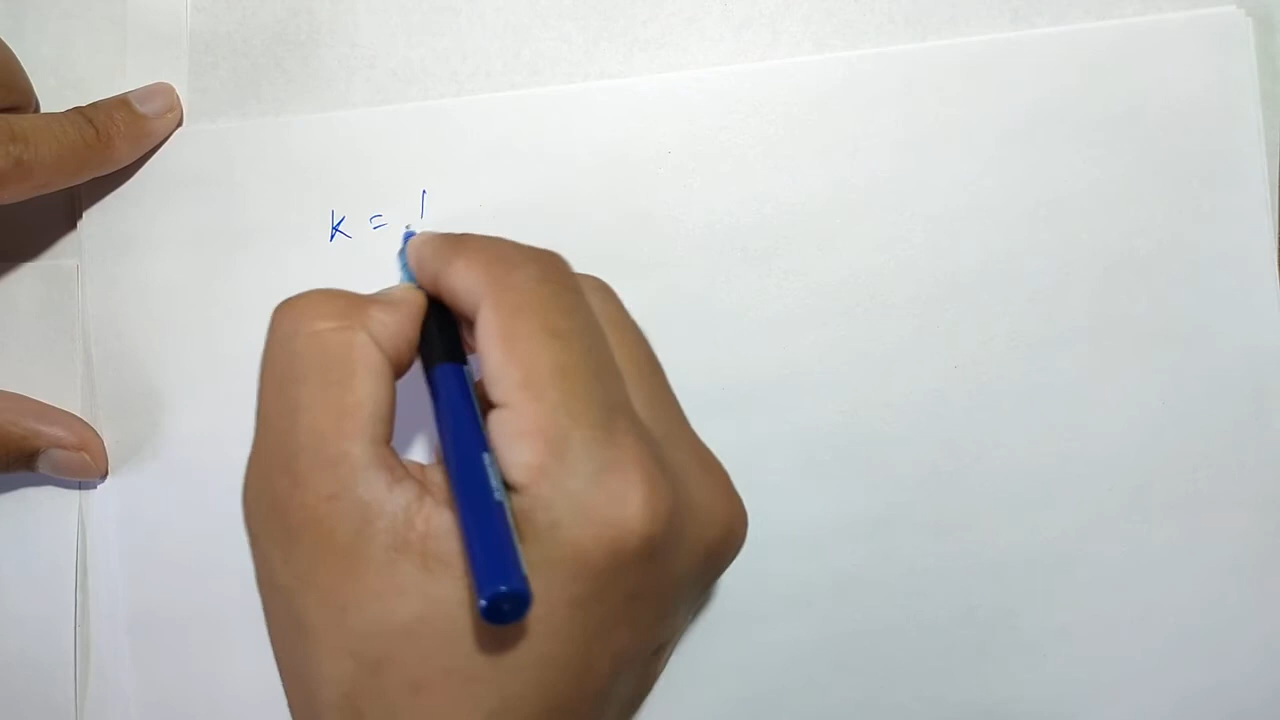 K = 1